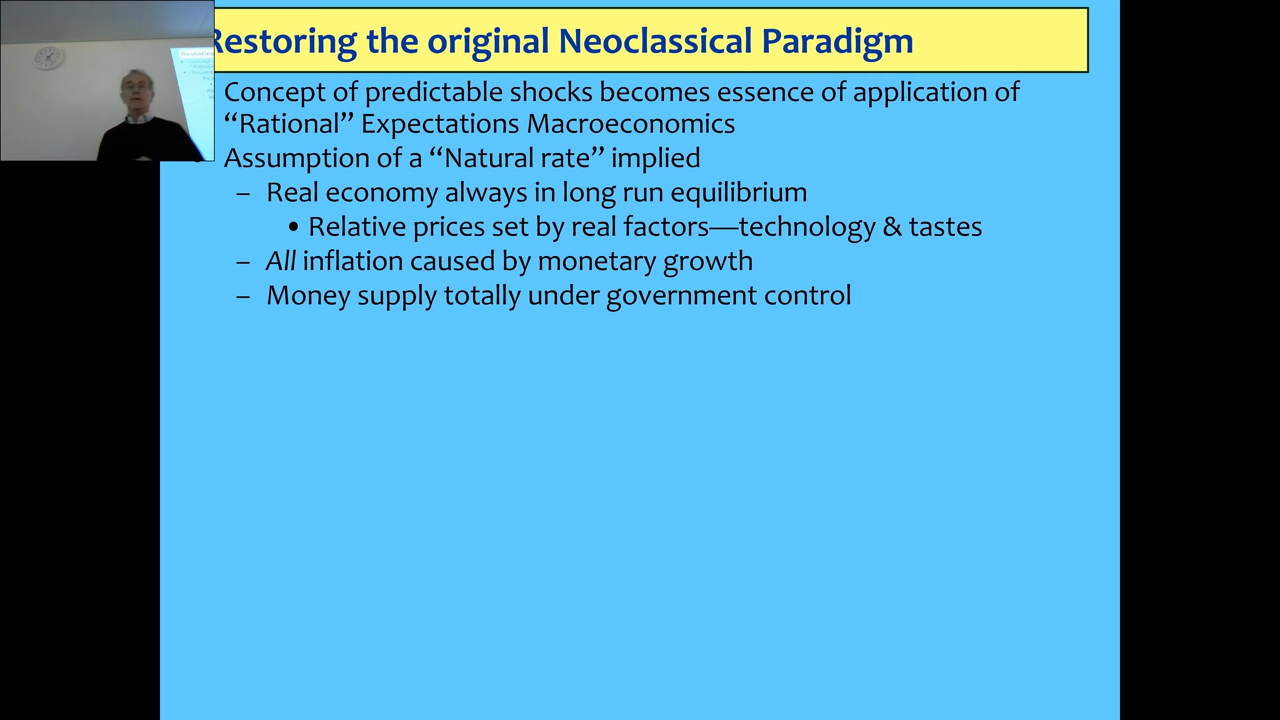 Restoring the original Neoclassical Paradigm
Concept of predictable shocks becomes essence of application of
“Rational” Expectations Macroeconomics
• Assumption of a “Natural rate” implied
– Real economy always in long run equilibrium
• Relative prices set by real factors—technology & tastes
– All inflation caused by monetary growth
– Money supply totally under government control